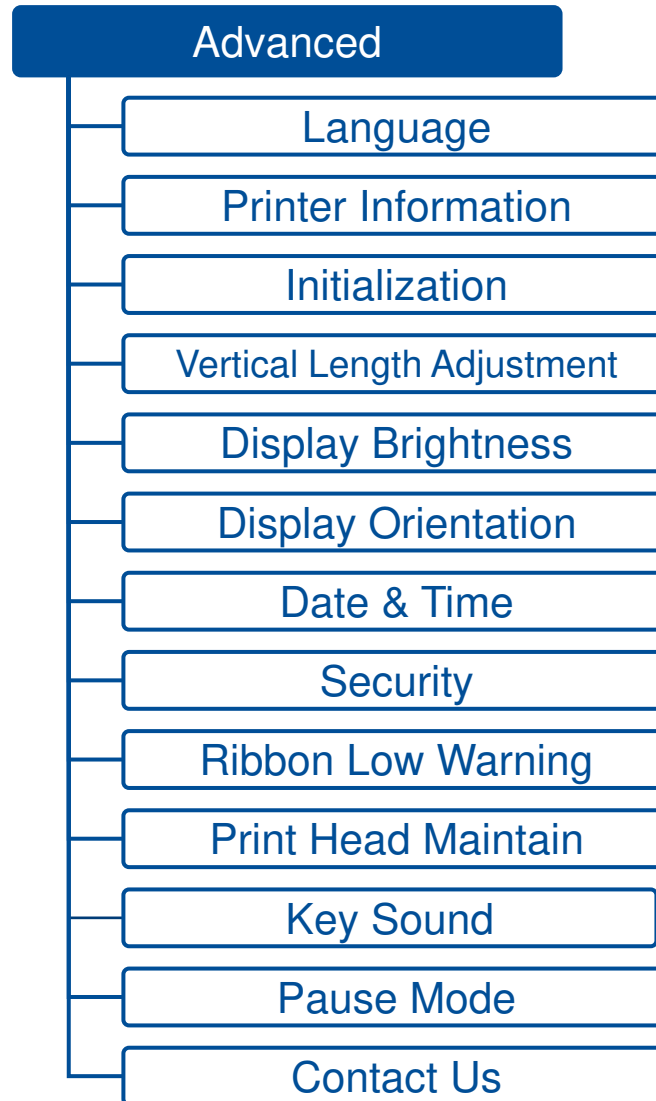 Advanced
Language
Printer Information
Initialization
Vertical Length Adjustment
Display Brightness
Display Orientation
Date & Time
Security
Ribbon Low Warning
Print Head Maintain
Key Sound
Pause Mode
Contact Us